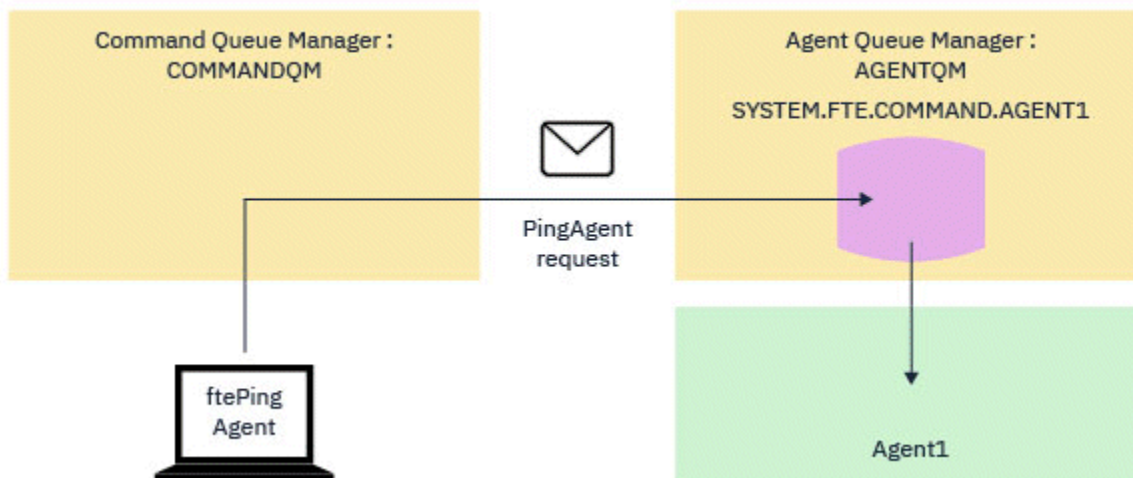 Command Queue Manager :
COMMANDQM
Agent Queue Manager :
AGENTQM
SYSTEM.FTE.COMMAND.AGENT1
PingAgent
request
ftePing
Agent
Agent1